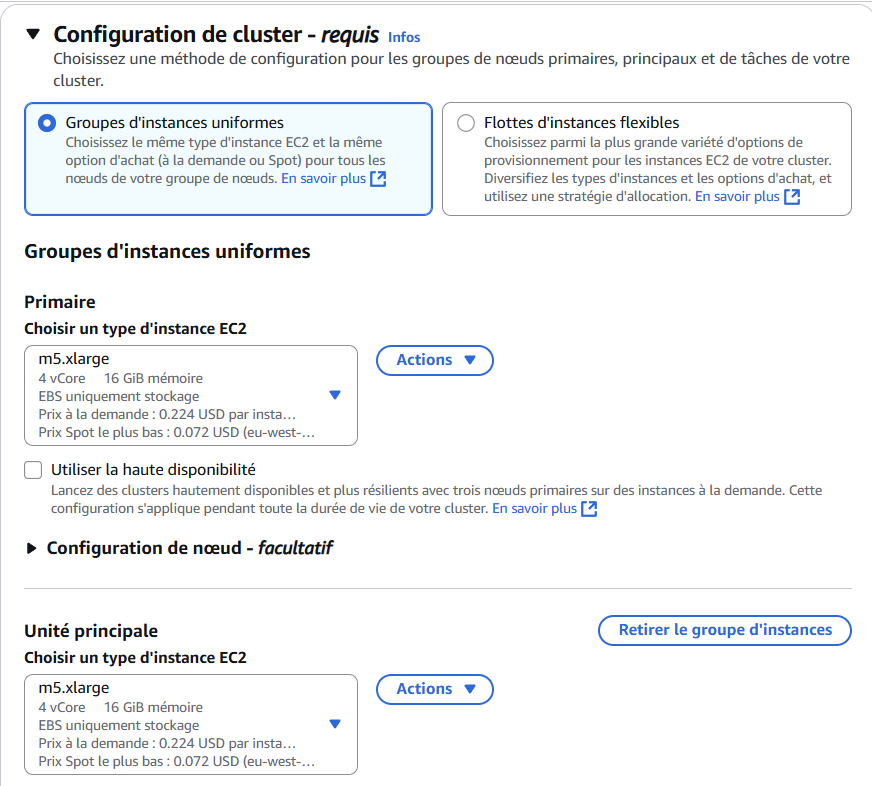 Configuration de cluster - requis Infos
Choisissez une méthode de configuration pour les groupes de nœuds primaires, principaux et de tâches de votre
cluster.
Groupes d'instances uniformes
Choisissez le même type d'instance EC2 et la même
option d'achat (à la demande ou Spot) pour tous les
nœuds de votre groupe de nœuds. En savoir plus
Flottes d'instances flexibles
Choisissez parmi la plus grande variété d'options de
provisionnement pour les instances EC2 de votre cluster.
Diversifiez les types d'instances et les options d'achat, et
utilisez une stratégie d'allocation. En savoir plus
Groupes d'instances uniformes
Primaire
Choisir un type d'instance EC2
m5.xlarge
4 vCore 16 GiB mémoire
EBS uniquement stockage
Prix à la demande : 0.224 USD par insta...
Prix Spot le plus bas : 0.072 USD (eu-west-...
Actions
Utiliser la haute disponibilité
Lancez des clusters hautement disponibles et plus résilients avec trois nœuds primaires sur des instances à la demande. Cette
configuration s'applique pendant toute la durée de vie de votre cluster. En savoir plus
Configuration de nœud - facultatif
Unité principale
Retirer le groupe d'instances
Choisir un type d'instance EC2
m5.xlarge
4 vCore 16 GiB mémoire
EBS uniquement stockage
Prix à la demande : 0.224 USD par insta...
Prix Spot le plus bas : 0.072 USD (eu-west-...
Actions